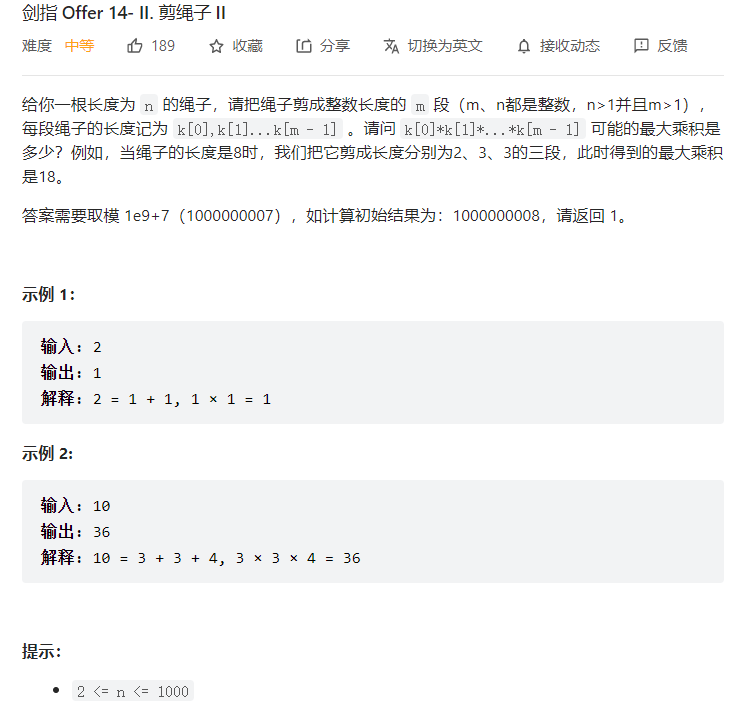 剑指 Offer 14- II. 剪绳子 II
难度 中等 189 收藏 分享 切换为英文 接收动态 反馈
给你一根长度为 n 的绳子，请把绳子剪成整数长度的 m 段（m、n都是整数，n>1并且m>1），
每段绳子的长度记为 k[0],k[1]...k[m - 1] 。请问 k[0]*k[1]*...*k[m - 1] 可能的最大乘积是
多少？例如，当绳子的长度是8时，我们把它剪成长度分别为2、3、3的三段，此时得到的最大乘积
是18。
答案需要取模 1e9+7（1000000007），如计算初始结果为：1000000008，请返回 1。
示例 1：
输入: 2
输出: 1
解释: 2 = 1 + 1, 1 × 1 = 1
示例 2:
输入: 10
输出: 36
解释: 10 = 3 + 3 + 4, 3 × 3 × 4 = 36
提示：
• 2 <= n <= 1000